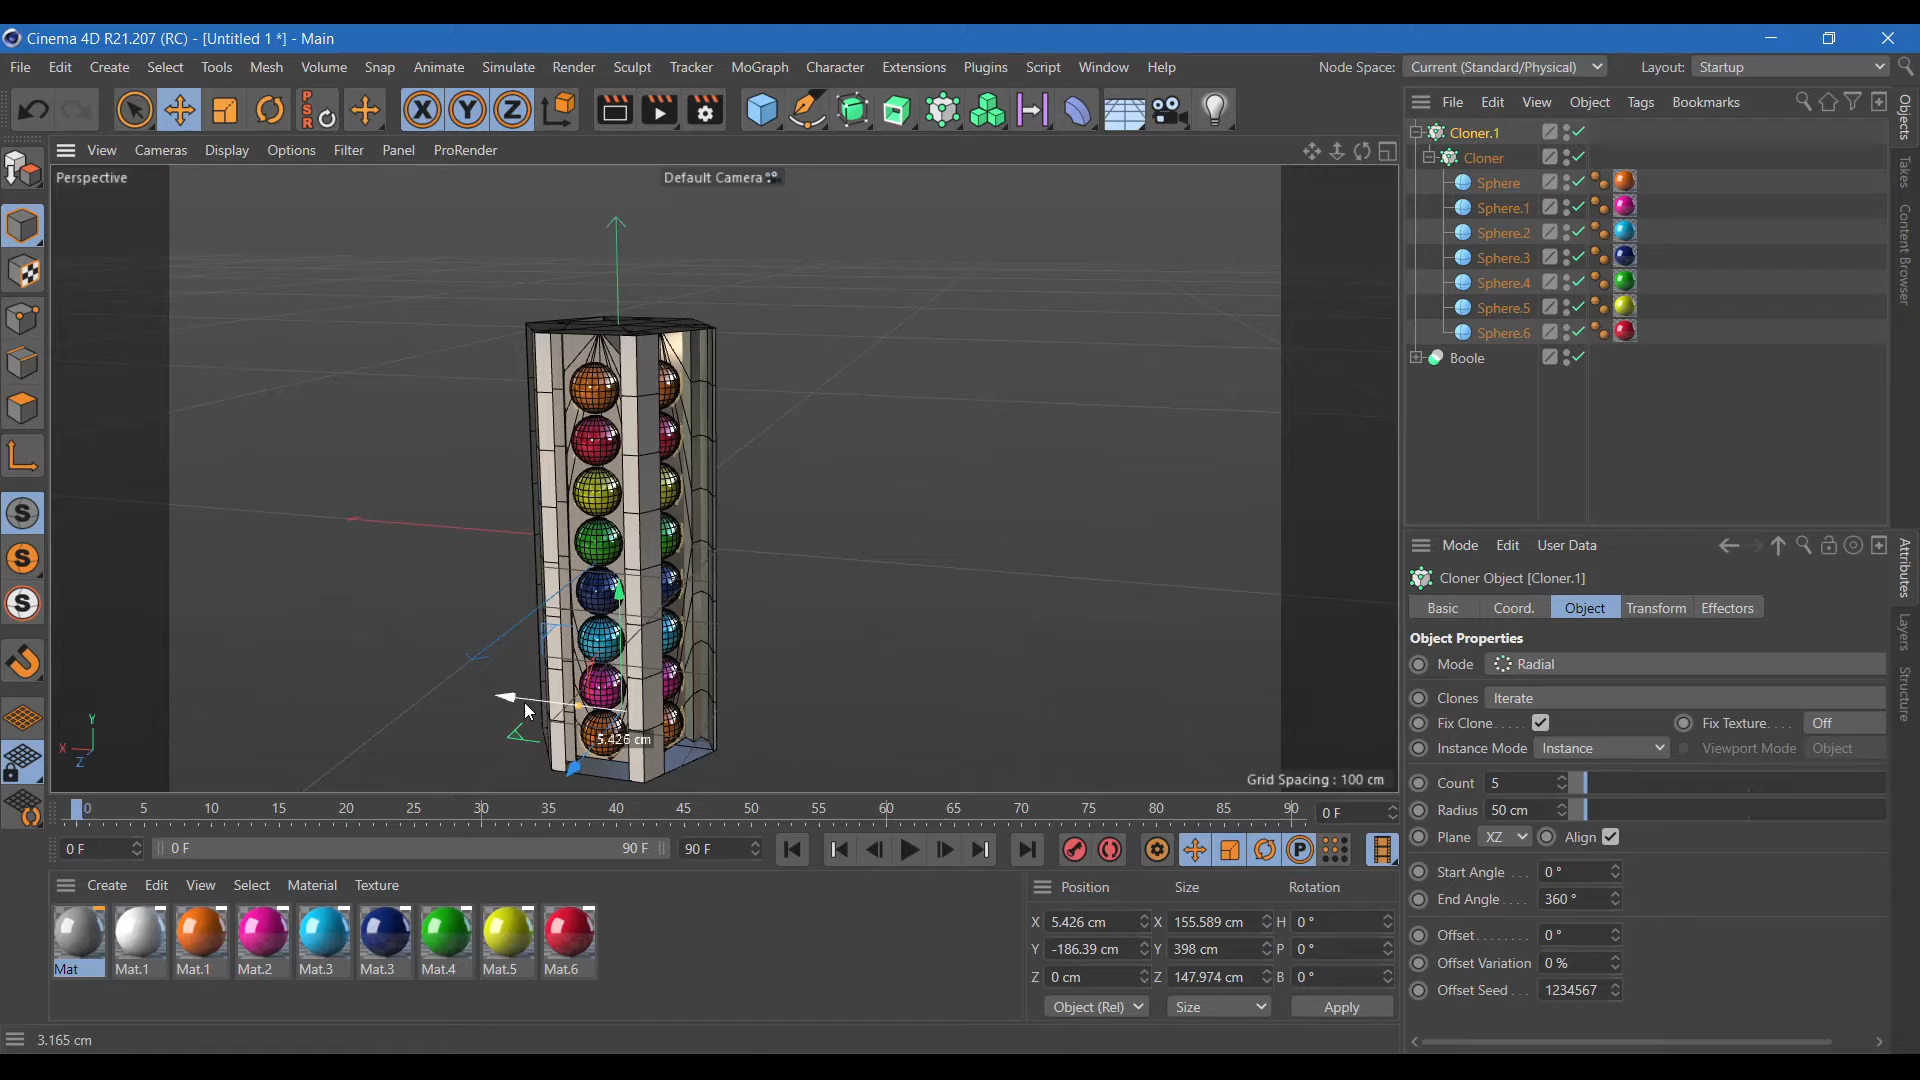 Cinema 4D R21.207 (RC) - [Untitled 1 *] - Main
File Edit Create Select Tools Mesh Volume Snap Animate Simulate Render Sculpt Tracker MoGraph Character Extensions Plugins Script Window Help Node Space: Current (Standard/Physical) Layout: Startup
PSR X Y Z
File Edit View Object Tags Bookmarks
View Cameras Display Options Filter Panel ProRender
Perspective
Default Camera
Cloner.1
Cloner
Sphere
Sphere.1
Sphere.2
Sphere.3
Sphere.4
Sphere.5
Sphere.6
Boole
Objects
Takes
Content Browser
5.426 cm
Y
X
Z
Grid Spacing : 100 cm
Mode Edit User Data
Cloner Object [Cloner.1]
Basic Coord. Object Transform Effectors
Object Properties
Mode Radial
Clones Iterate
Fix Clone Fix Texture Off
Instance Mode Instance Viewport Mode Object
Count 5
Radius 50 cm
Plane XZ Align
Start Angle 0 °
End Angle 360 °
Offset 0 °
Offset Variation 0 %
Offset Seed 1234567
Attributes
Layers
Structure
0 5 10 15 20 25 30 35 40 45 50 55 60 65 70 75 80 85 90 0 F
0 F 0 F 90 F 90 F P
Create Edit View Select Material Texture
Mat Mat.1 Mat.1 Mat.2 Mat.3 Mat.3 Mat.4 Mat.5 Mat.6
Position Size Rotation
X 5.426 cm X 155.589 cm H 0 °
Y -186.39 cm Y 398 cm P 0 °
Z 0 cm Z 147.974 cm B 0 °
Object (Rel) Size Apply
3.165 cm